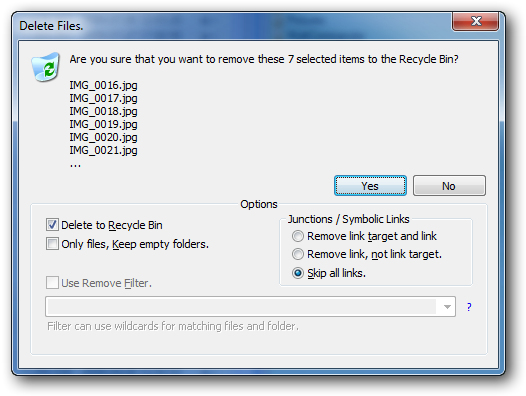 Delete Files.
Are you sure that you want to remove these 7 selected items to the Recycle Bin?
IMG_0016.jpg
IMG_0017.jpg
IMG_0018.jpg
IMG_0019.jpg
IMG_0020.jpg
IMG_0021.jpg
...
Yes
No
Options
Delete to Recycle Bin
Only files, Keep empty folders.
Junctions / Symbolic Links
Remove link target and link
Remove link, not link target.
Skip all links.
Use Remove Filter.
?
Filter can use wildcards for matching files and folder.